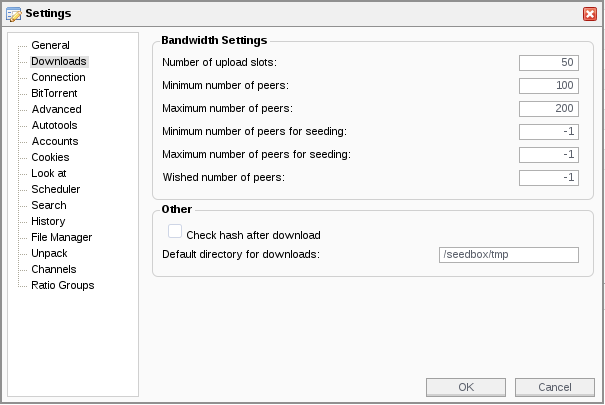 Settings
General
Downloads
Connection
BitTorrent
Advanced
Autotools
Accounts
Cookies
Look at
Scheduler
Search
History
File Manager
Unpack
Channels
Ratio Groups
Bandwidth Settings
Number of upload slots: 50
Minimum number of peers: 100
Maximum number of peers: 200
Minimum number of peers for seeding: -1
Maximum number of peers for seeding: -1
Wished number of peers: -1
Other
Check hash after download
Default directory for downloads: /seedbox/tmp
OK Cancel